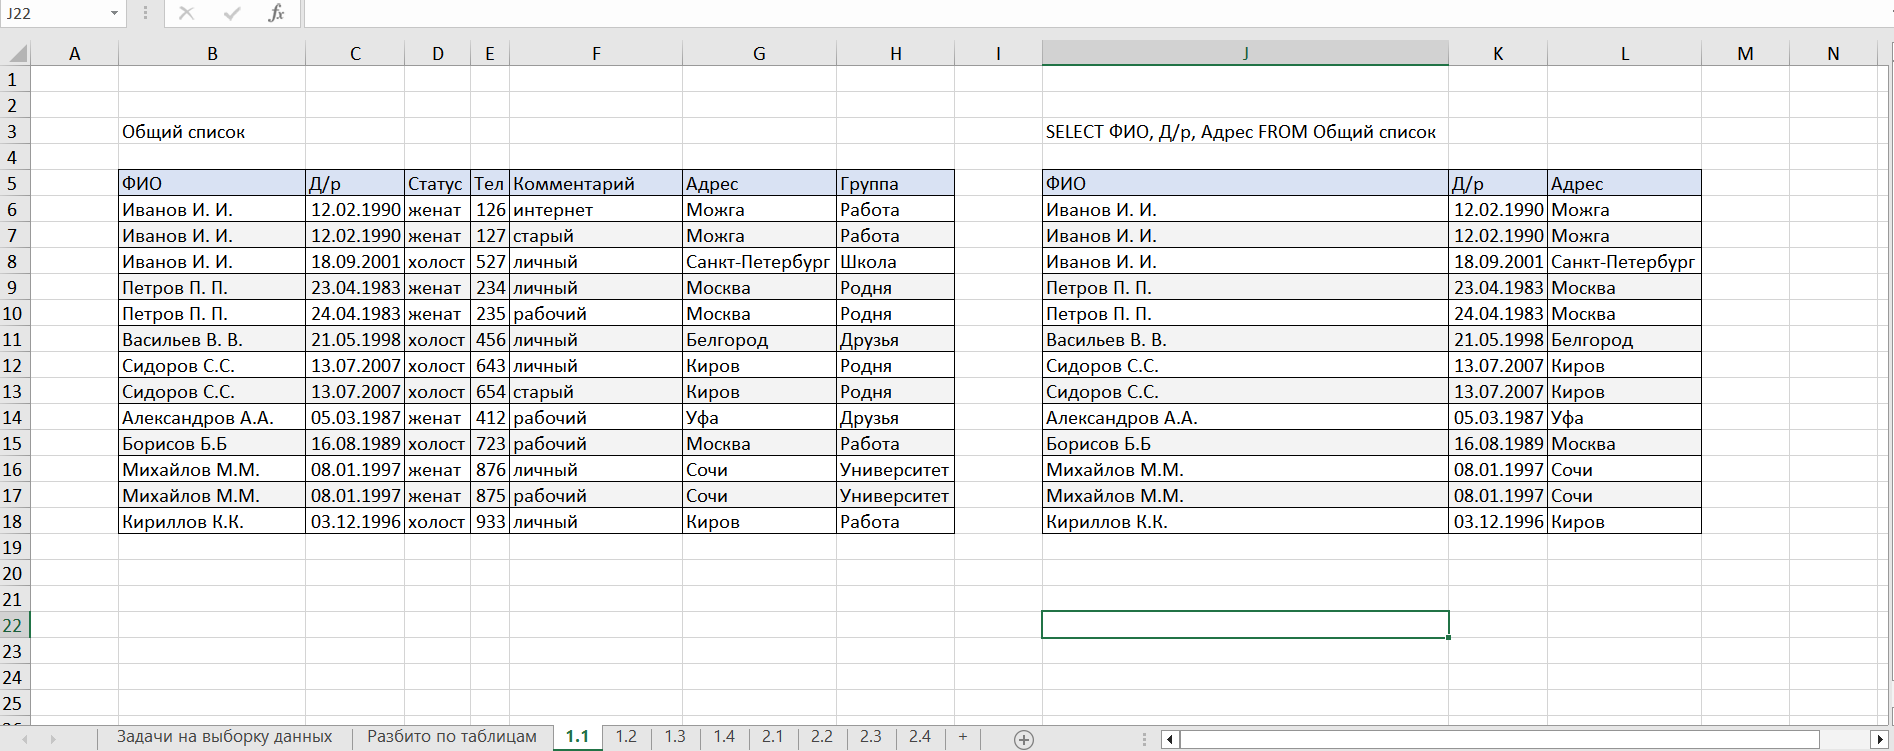 J22 fx
A B C D E F G H I J K L M N
1
2
3 Общий список SELECT ФИО, Д/р, Адрес FROM Общий список
4
5 ФИО Д/р Статус Тел Комментарий Адрес Группа ФИО Д/р Адрес
6 Иванов И. И. 12.02.1990 женат 126 интернет Можга Работа Иванов И. И. 12.02.1990 Можга
7 Иванов И. И. 12.02.1990 женат 127 старый Можга Работа Иванов И. И. 12.02.1990 Можга
8 Иванов И. И. 18.09.2001 холост 527 личный Санкт-Петербург Школа Иванов И. И. 18.09.2001 Санкт-Петербург
9 Петров П. П. 23.04.1983 женат 234 личный Москва Родня Петров П. П. 23.04.1983 Москва
10 Петров П. П. 24.04.1983 женат 235 рабочий Москва Родня Петров П. П. 24.04.1983 Москва
11 Васильев В. В. 21.05.1998 холост 456 личный Белгород Друзья Васильев В. В. 21.05.1998 Белгород
12 Сидоров С.С. 13.07.2007 холост 643 личный Киров Родня Сидоров С.С. 13.07.2007 Киров
13 Сидоров С.С. 13.07.2007 холост 654 старый Киров Родня Сидоров С.С. 13.07.2007 Киров
14 Александров А.А. 05.03.1987 женат 412 рабочий Уфа Друзья Александров А.А. 05.03.1987 Уфа
15 Борисов Б.Б 16.08.1989 холост 723 рабочий Москва Работа Борисов Б.Б 16.08.1989 Москва
16 Михайлов М.М. 08.01.1997 женат 876 личный Сочи Университет Михайлов М.М. 08.01.1997 Сочи
17 Михайлов М.М. 08.01.1997 женат 875 рабочий Сочи Университет Михайлов М.М. 08.01.1997 Сочи
18 Кириллов К.К. 03.12.1996 холост 933 личный Киров Работа Кириллов К.К. 03.12.1996 Киров
19
20
21
22
23
24
25
Задачи на выборку данных Разбито по таблицам 1.1 1.2 1.3 1.4 2.1 2.2 2.3 2.4 +